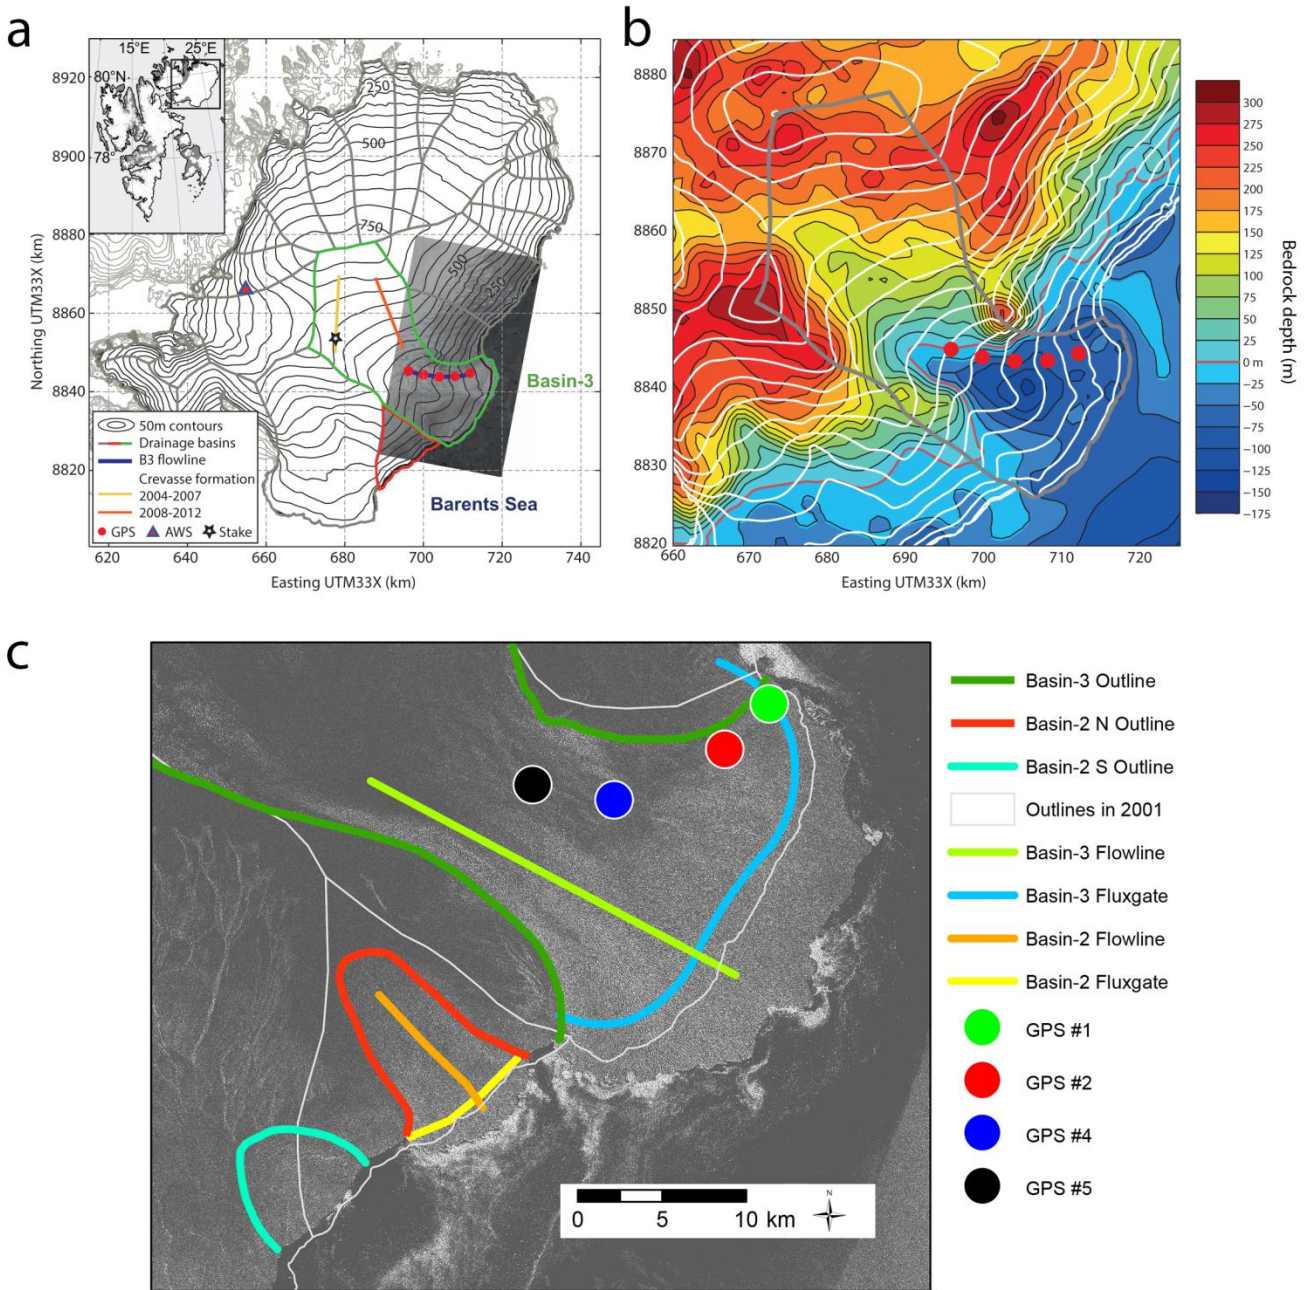 a
15°E
25°E
80°N
78°
250
500
750
500
250
Basin-3
Barents Sea
50m contours
Drainage basins
B3 flowline
Crevasse formation
2004-2007
2008-2012
GPS
AWS
Stake
8920
8900
8880
8860
8840
8820
Northing UTM33X (km)
620 640 660 680 700 720 740
Easting UTM33X (km)
b
8880
8870
8860
8850
8840
8830
8820
660 670 680 690 700 710 720
Easting UTM33X (km)
300
275
250
225
200
175
150
125
100
75
50
25
0 m
−25
−50
−75
−100
−125
−150
−175
Bedrock depth (m)
c
Basin-3 Outline
Basin-2 N Outline
Basin-2 S Outline
Outlines in 2001
Basin-3 Flowline
Basin-3 Fluxgate
Basin-2 Flowline
Basin-2 Fluxgate
GPS #1
GPS #2
GPS #4
GPS #5
0 5 10 km
N